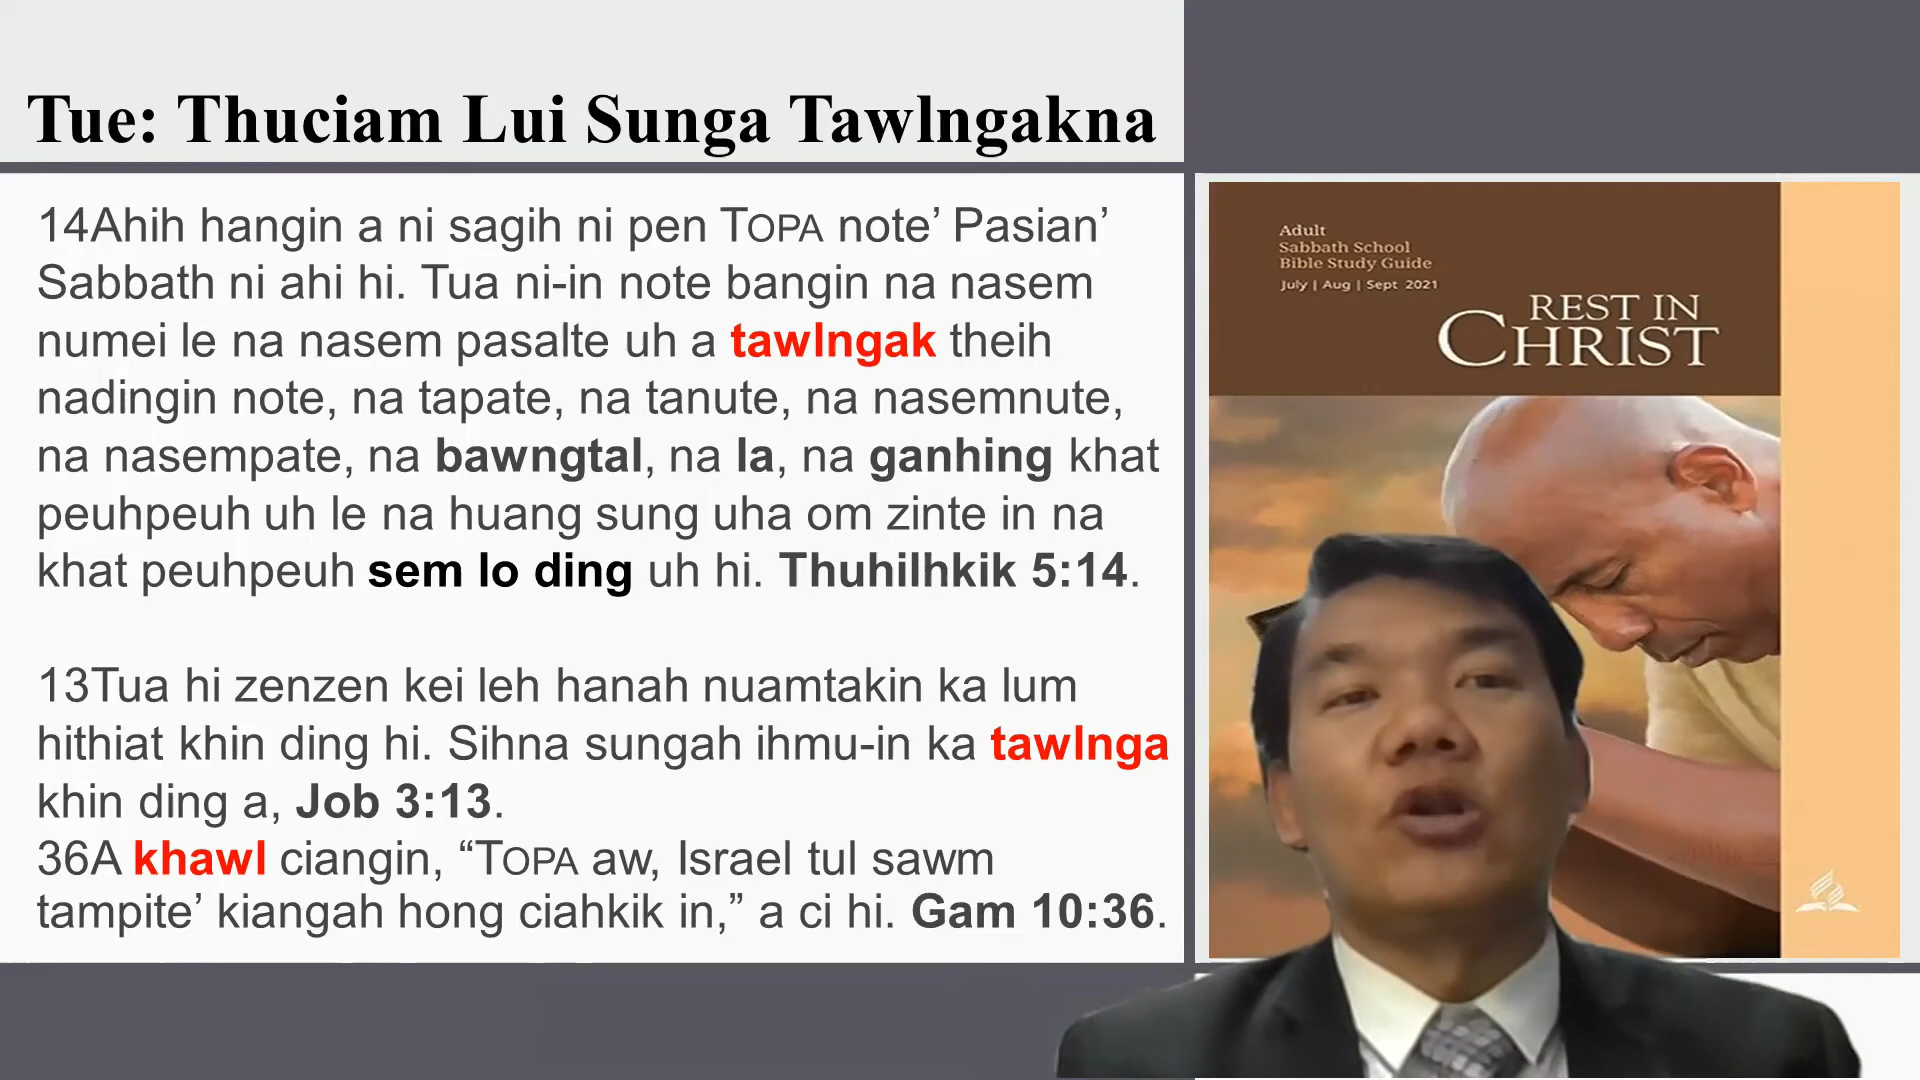 Tue: Thuciam Lui Sunga Tawlngakna
14Ahih hangin a ni sagih ni pen TOPA note’ Pasian’
Sabbath ni ahi hi. Tua ni-in note bangin na nasem
numei le na nasem pasalte uh a tawlngak theih
nadingin note, na tapate, na tanute, na nasemnute,
na nasempate, na bawngtal, na la, na ganhing khat
peuhpeuh uh le na huang sung uha om zinte in na
khat peuhpeuh sem lo ding uh hi. Thuhilhkik 5:14.
13Tua hi zenzen kei leh hanah nuamtakin ka lum
hithiat khin ding hi. Sihna sungah ihmu-in ka tawlnga
khin ding a, Job 3:13.
36A khawl ciangin, “TOPA aw, Israel tul sawm
tampite’ kiangah hong ciahkik in,” a ci hi. Gam 10:36.
Adult
Sabbath School
Bible Study Guide
July | Aug | Sept 2021
REST IN
CHRIST